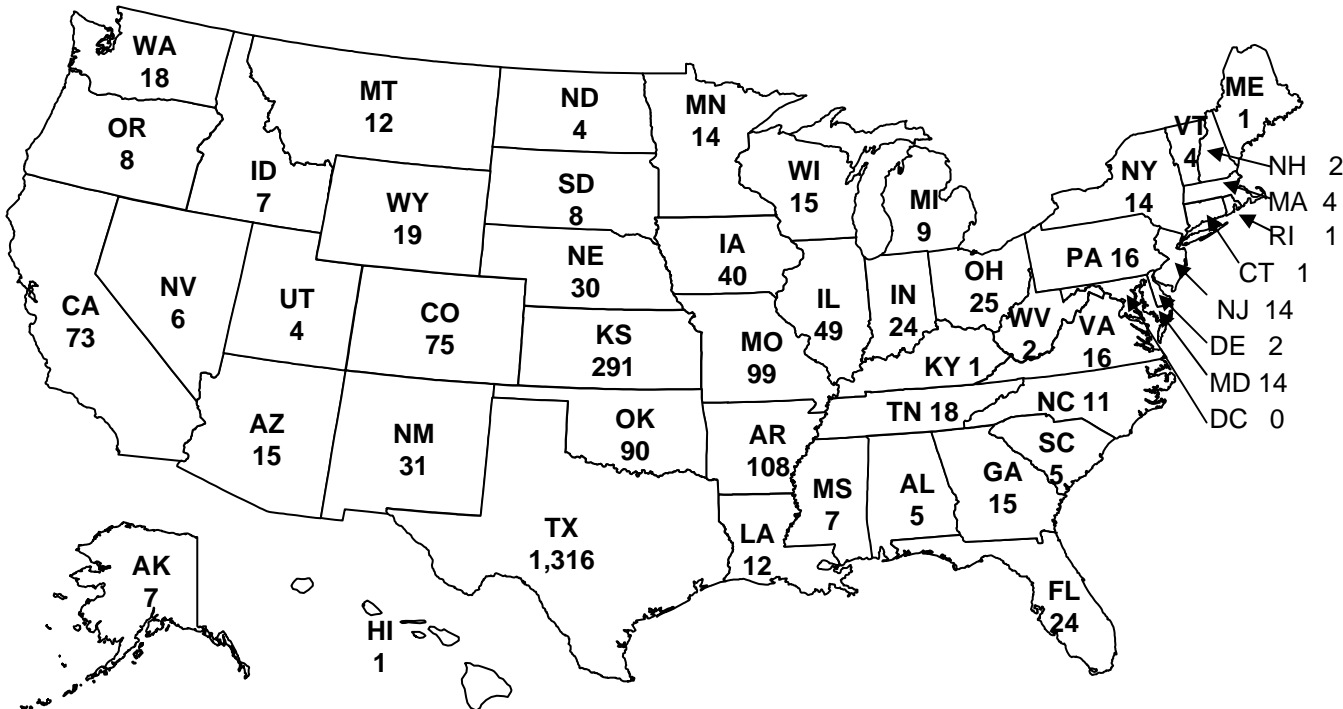 WA
18
OR
8
CA
73
NV
6
ID
7
MT
12
WY
19
UT
4
AZ
15
CO
75
NM
31
ND
4
SD
8
NE
30
KS
291
OK
90
TX
1,316
MN
14
IA
40
MO
99
AR
108
LA
12
WI
15
IL
49
MI
9
IN
24
OH
25
KY 1
TN 18
MS
7
AL
5
GA
15
FL
24
SC
5
NC 11
VA
16
WV
2
PA 16
NY
14
VT
4
ME
1
NH 2
MA 4
RI 1
CT 1
NJ 14
DE 2
MD 14
DC 0
AK
7
HI
1